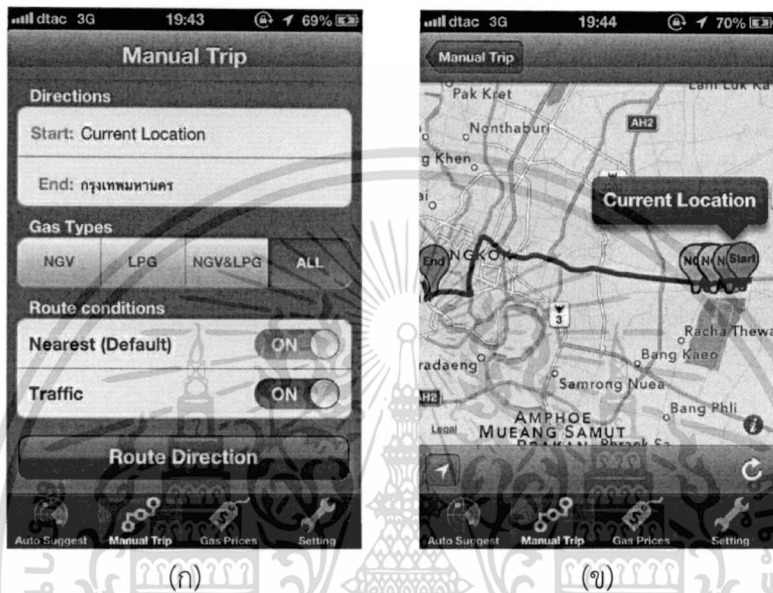 dtac 3G 19:43 69%
Manual Trip
Directions
Start: Current Location
End: กรุงเทพมหานคร
Gas Types
NGV LPG NGV&LPG ALL
Route conditions
Nearest (Default) ON
Traffic ON
Route Direction
Auto Suggest Manual Trip Gas Prices Setting
(ก)
dtac 3G 19:44 70%
Manual Trip
Pak Kret
Nonthaburi
AH2
g Khen
Current Location
End
NGKOK
Start
3
Racha Thewa
Bang Kaeo
radaeng
Samrong Nuea
AH2
Bang Phli
Legal
AMPHOE
MUEANG SAMUT
Auto Suggest Manual Trip Gas Prices Setting
(ข)